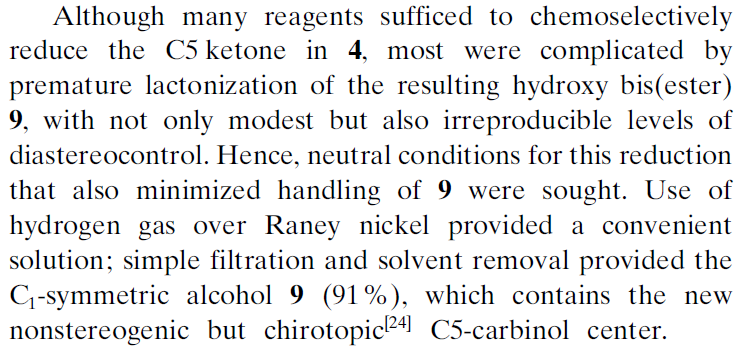 Although many reagents sufficed to chemoselectively
reduce the C5 ketone in 4, most were complicated by
premature lactonization of the resulting hydroxy bis(ester)
9, with not only modest but also irreproducible levels of
diastereocontrol. Hence, neutral conditions for this reduction
that also minimized handling of 9 were sought. Use of
hydrogen gas over Raney nickel provided a convenient
solution; simple filtration and solvent removal provided the
C₁-symmetric alcohol 9 (91%), which contains the new
nonstereogenic but chirotopic[24] C5-carbinol center.